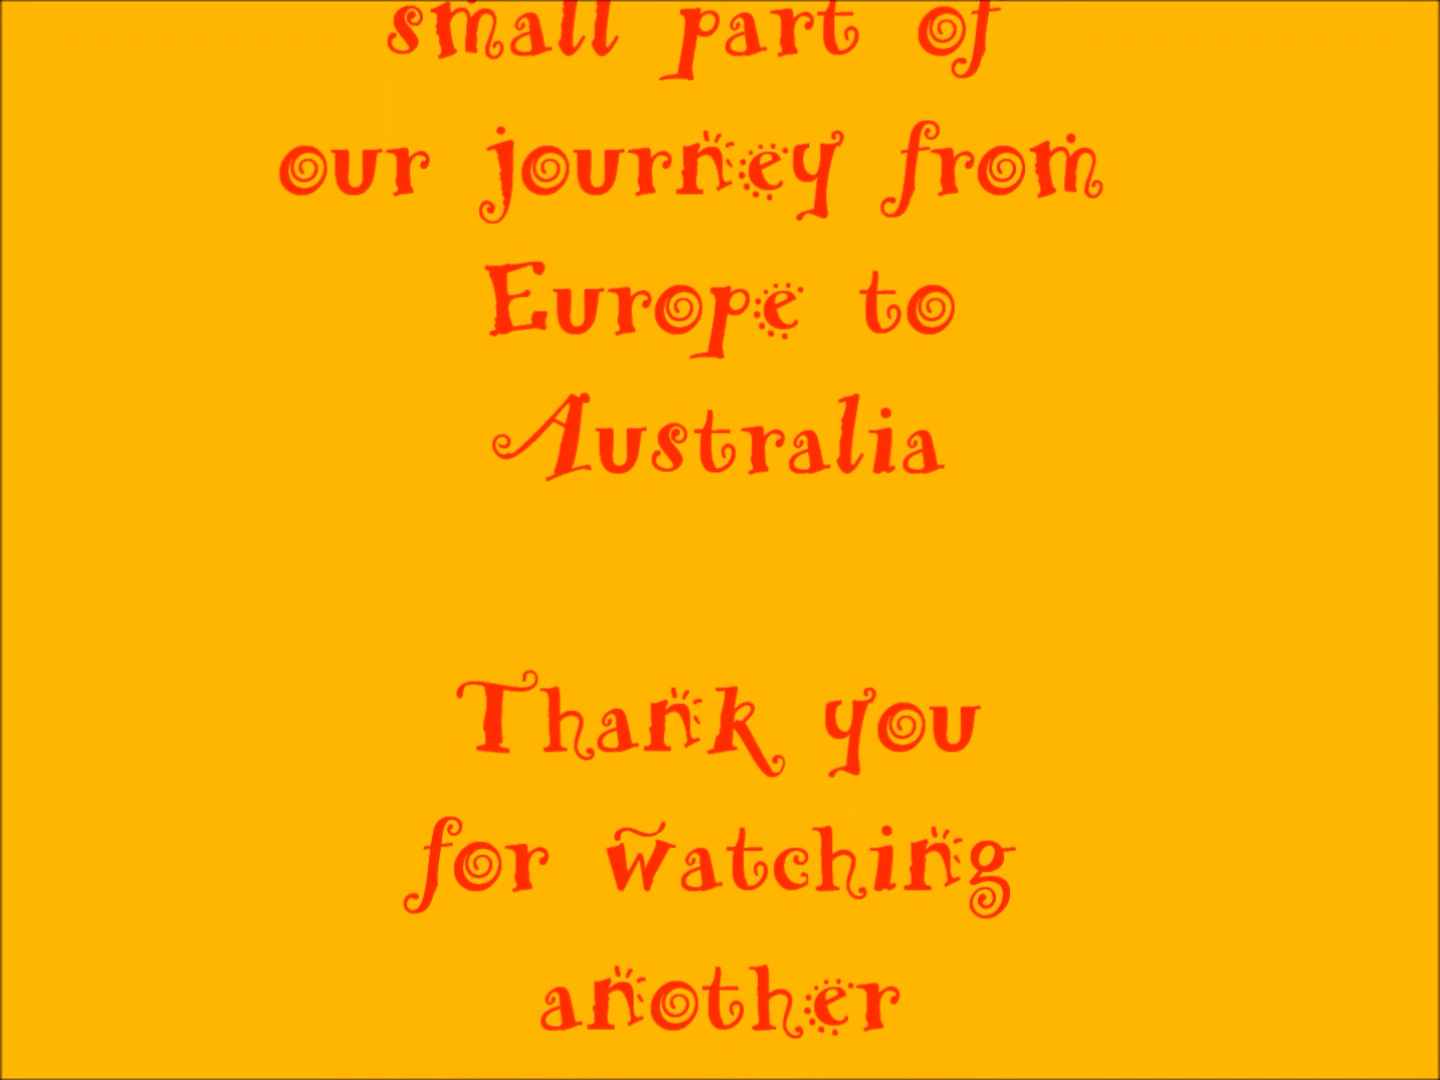 small part of
our journey from
Europe to
Australia
Thank you
for watching
another